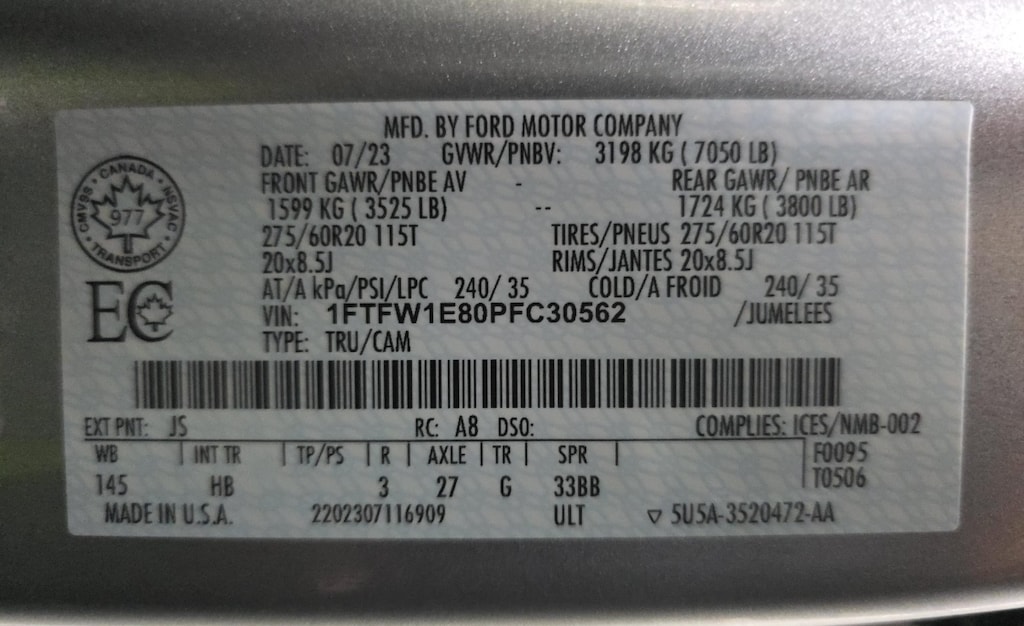 MFD. BY FORD MOTOR COMPANY
DATE: 07/23 GVWR/PNBV: 3198 KG ( 7050 LB)
FRONT GAWR/PNBE AV - REAR GAWR/ PNBE AR
1599 KG ( 3525 LB) -- 1724 KG ( 3800 LB)
275/60R20 115T TIRES/PNEUS 275/60R20 115T
20x8.5J RIMS/JANTES 20x8.5J
AT/A kPa/PSI/LPC 240/ 35 COLD/A FROID 240/ 35
VIN: 1FTFW1E80PFC30562 /JUMELEES
TYPE: TRU/CAM
CANADA
CMVSS NSVAC
977
TRANSPORT
EC
EXT PNT: JS RC: A8 DSO: COMPLIES: ICES/NMB-002
WB | INT TR | TP/PS | R | AXLE | TR | SPR | F0095
T0506
145 HB 3 27 G 33BB
MADE IN U.S.A. 2202307116909 ULT ▽ 5U5A-3520472-AA